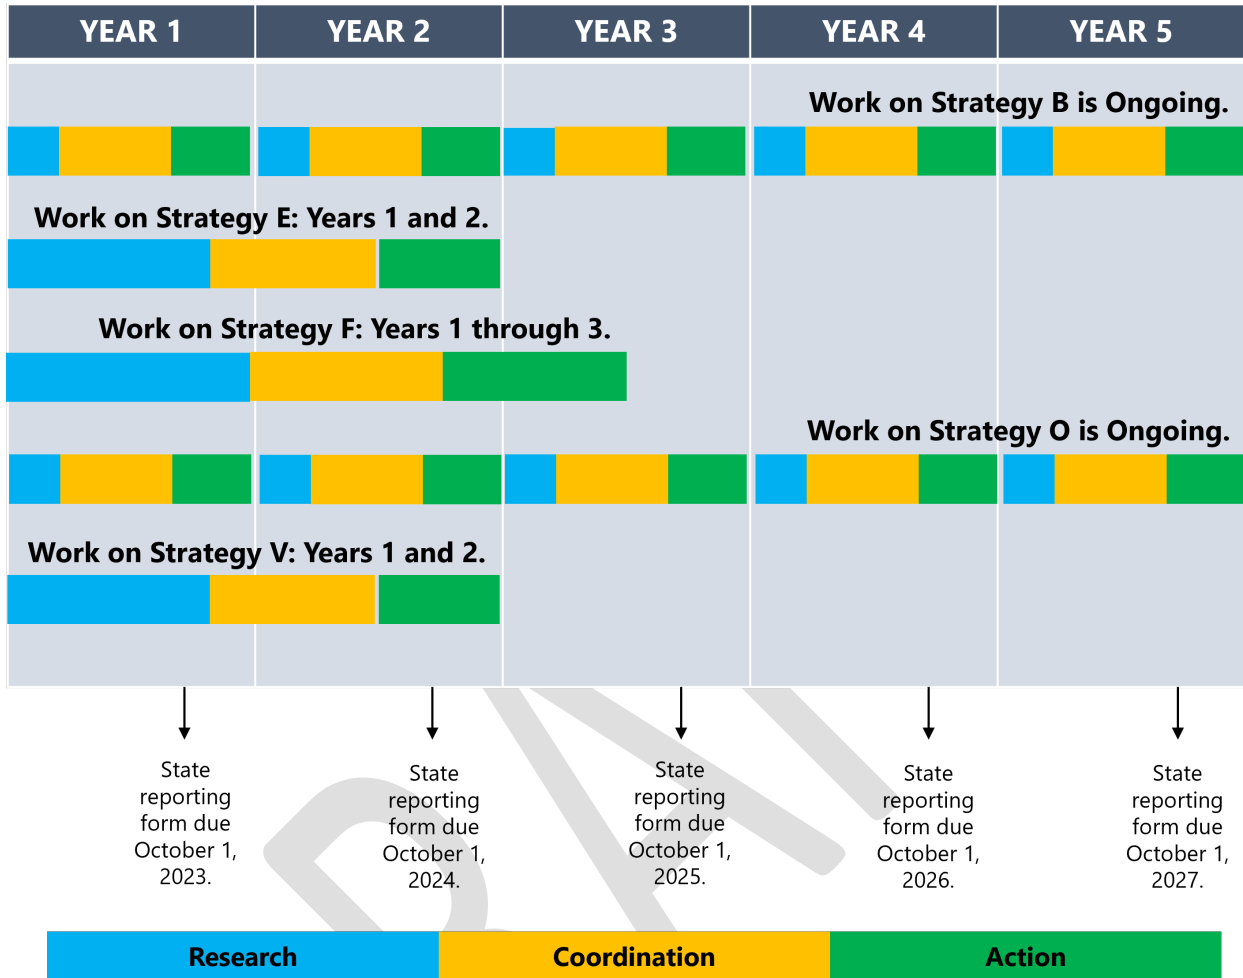 YEAR 1 YEAR 2 YEAR 3 YEAR 4 YEAR 5
Work on Strategy B is Ongoing.
Work on Strategy E: Years 1 and 2.
Work on Strategy F: Years 1 through 3.
Work on Strategy O is Ongoing.
Work on Strategy V: Years 1 and 2.
State
reporting
form due
October 1,
2023.
State
reporting
form due
October 1,
2024.
State
reporting
form due
October 1,
2025.
State
reporting
form due
October 1,
2026.
State
reporting
form due
October 1,
2027.
Research Coordination Action